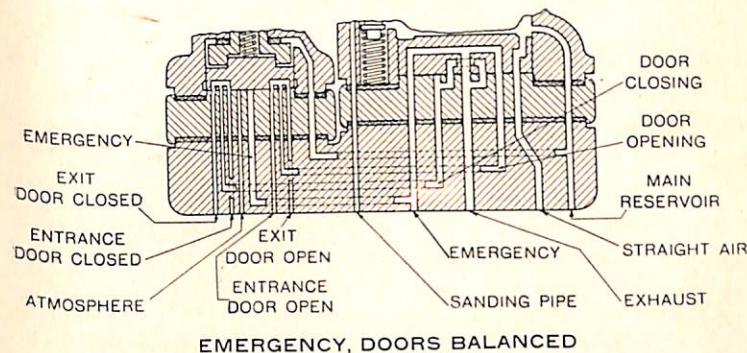 DOOR
CLOSING
DOOR
OPENING
EMERGENCY
EXIT
DOOR CLOSED
MAIN
RESERVOIR
ENTRANCE
DOOR CLOSED
EXIT
DOOR OPEN
EMERGENCY
STRAIGHT AIR
ATMOSPHERE
ENTRANCE
DOOR OPEN
SANDING PIPE
EXHAUST
EMERGENCY, DOORS BALANCED